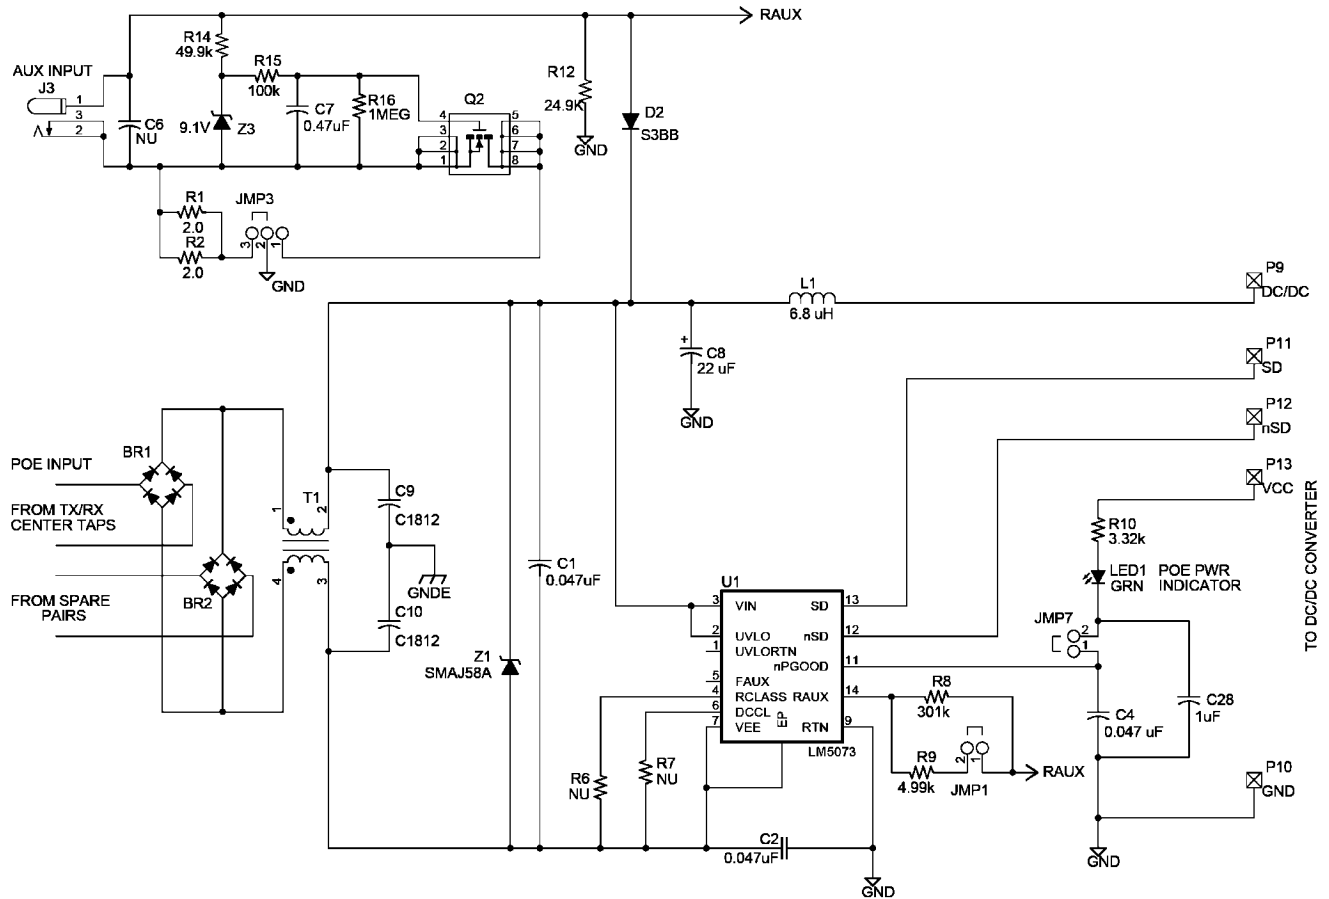 RAUX
R14
49.9k
AUX INPUT
J3
1
3
2
C6
NU
9.1V
Z3
R15
100k
C7
0.47uF
R16
1MEG
Q2
4
3
2
1
5
6
7
8
R12
24.9K
GND
D2
S3BB
R1
2.0
R2
2.0
JMP3
3
2
1
GND
L1
6.8 uH
P9
DC/DC
+
C8
22 uF
GND
P11
SD
P12
nSD
P13
VCC
BR1
POE INPUT
FROM TX/RX
CENTER TAPS
FROM SPARE
PAIRS
BR2
T1
1
2
4
3
C9
C1812
GNDE
C10
C1812
C1
0.047uF
Z1
SMAJ58A
U1
3
VIN
2
UVLO
1
UVLORTN
5
FAUX
4
RCLASS
6
DCCL
7
VEE
EP
SD
13
nSD
12
nPGOOD
11
RAUX
14
RTN
9
LM5073
R10
3.32k
LED1
GRN
POE PWR
INDICATOR
JMP7
2
1
C28
1uF
C4
0.047 uF
R8
301k
R9
4.99k
2
1
JMP1
RAUX
R6
NU
R7
NU
C2
0.047uF
GND
GND
P10
GND
TO DC/DC CONVERTER